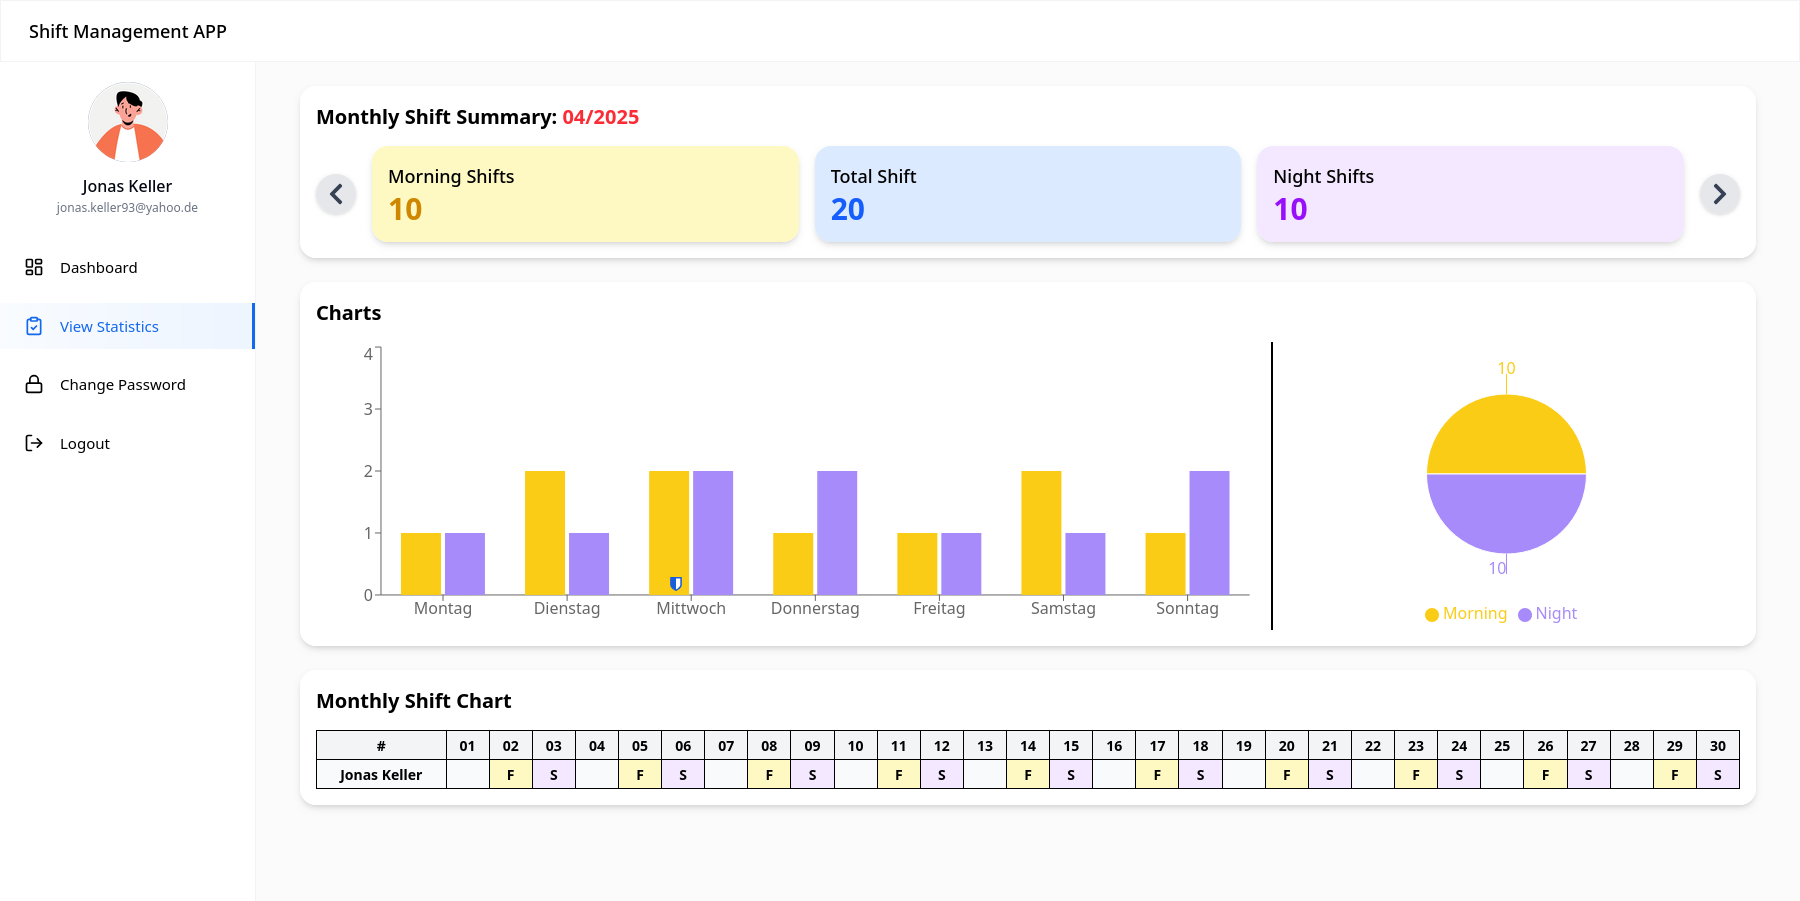 Shift Management APP
Jonas Keller
jonas.keller93@yahoo.de
Dashboard
View Statistics
Change Password
Logout
Monthly Shift Summary: 04/2025
Morning Shifts
10
Total Shift
20
Night Shifts
10
Charts
4
3
2
1
0
Montag Dienstag Mittwoch Donnerstag Freitag Samstag Sonntag
10
10
Morning Night
Monthly Shift Chart
# 01 02 03 04 05 06 07 08 09 10 11 12 13 14 15 16 17 18 19 20 21 22 23 24 25 26 27 28 29 30
Jonas Keller F S F S F S F S F S F S F S F S F S F S